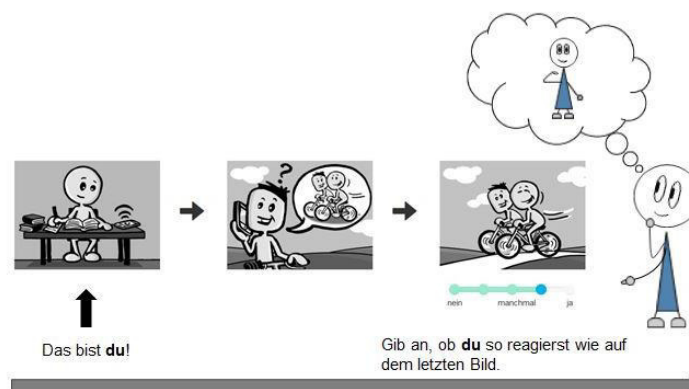 ?
nein manchmal ja
Das bist du!
Gib an, ob du so reagierst wie auf
dem letzten Bild.